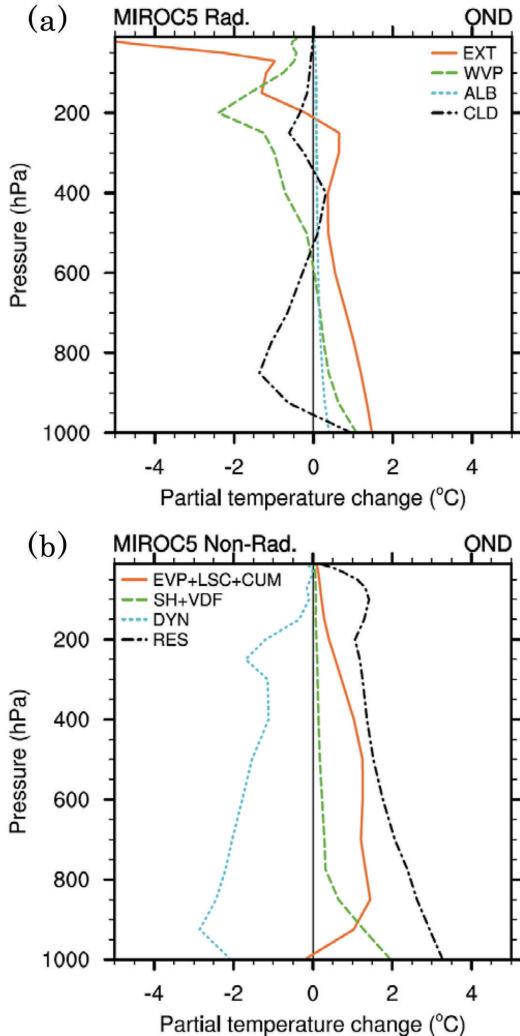 (a)
MIROC5 Rad. OND
EXT
WVP
ALB
CLD
200
400
600
800
1000
Pressure (hPa)
-4 -2 0 2 4
Partial temperature change (°C)
(b)
MIROC5 Non-Rad. OND
EVP+LSC+CUM
SH+VDF
DYN
RES
200
400
600
800
1000
Pressure (hPa)
-4 -2 0 2 4
Partial temperature change (°C)